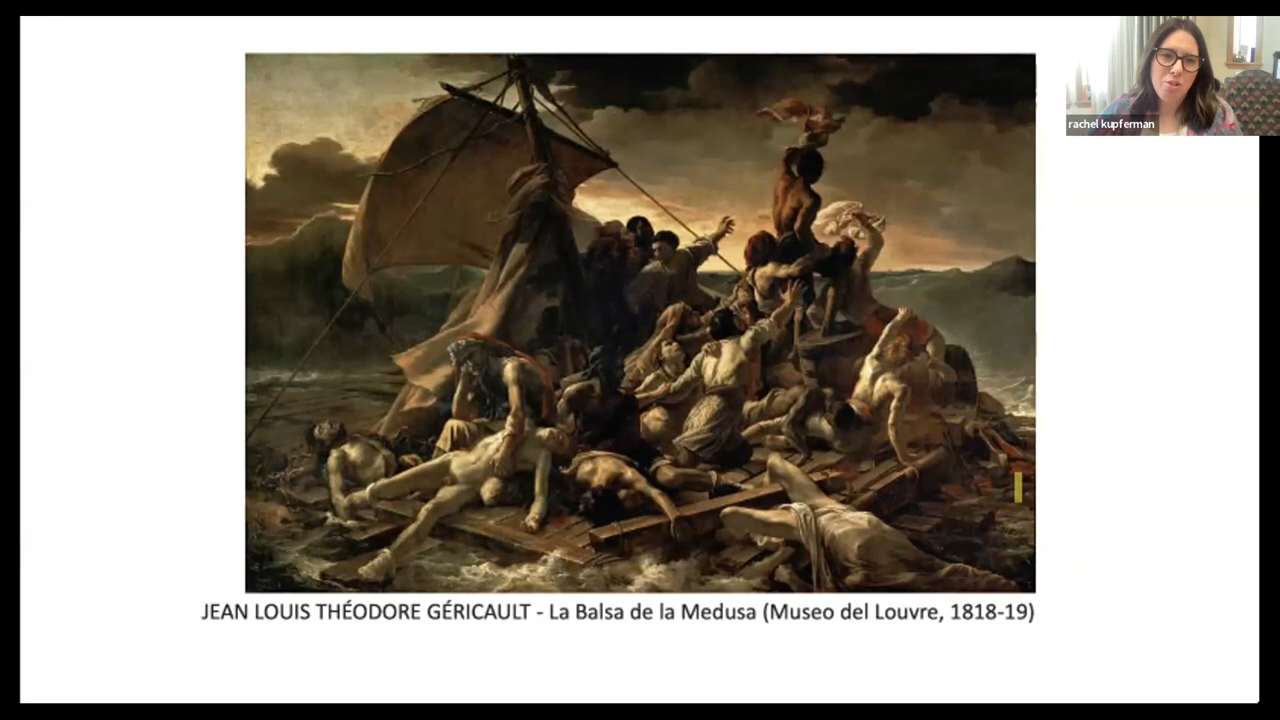 rachel kupferman
JEAN LOUIS THÉODORE GÉRICAULT - La Balsa de la Medusa (Museo del Louvre, 1818-19)